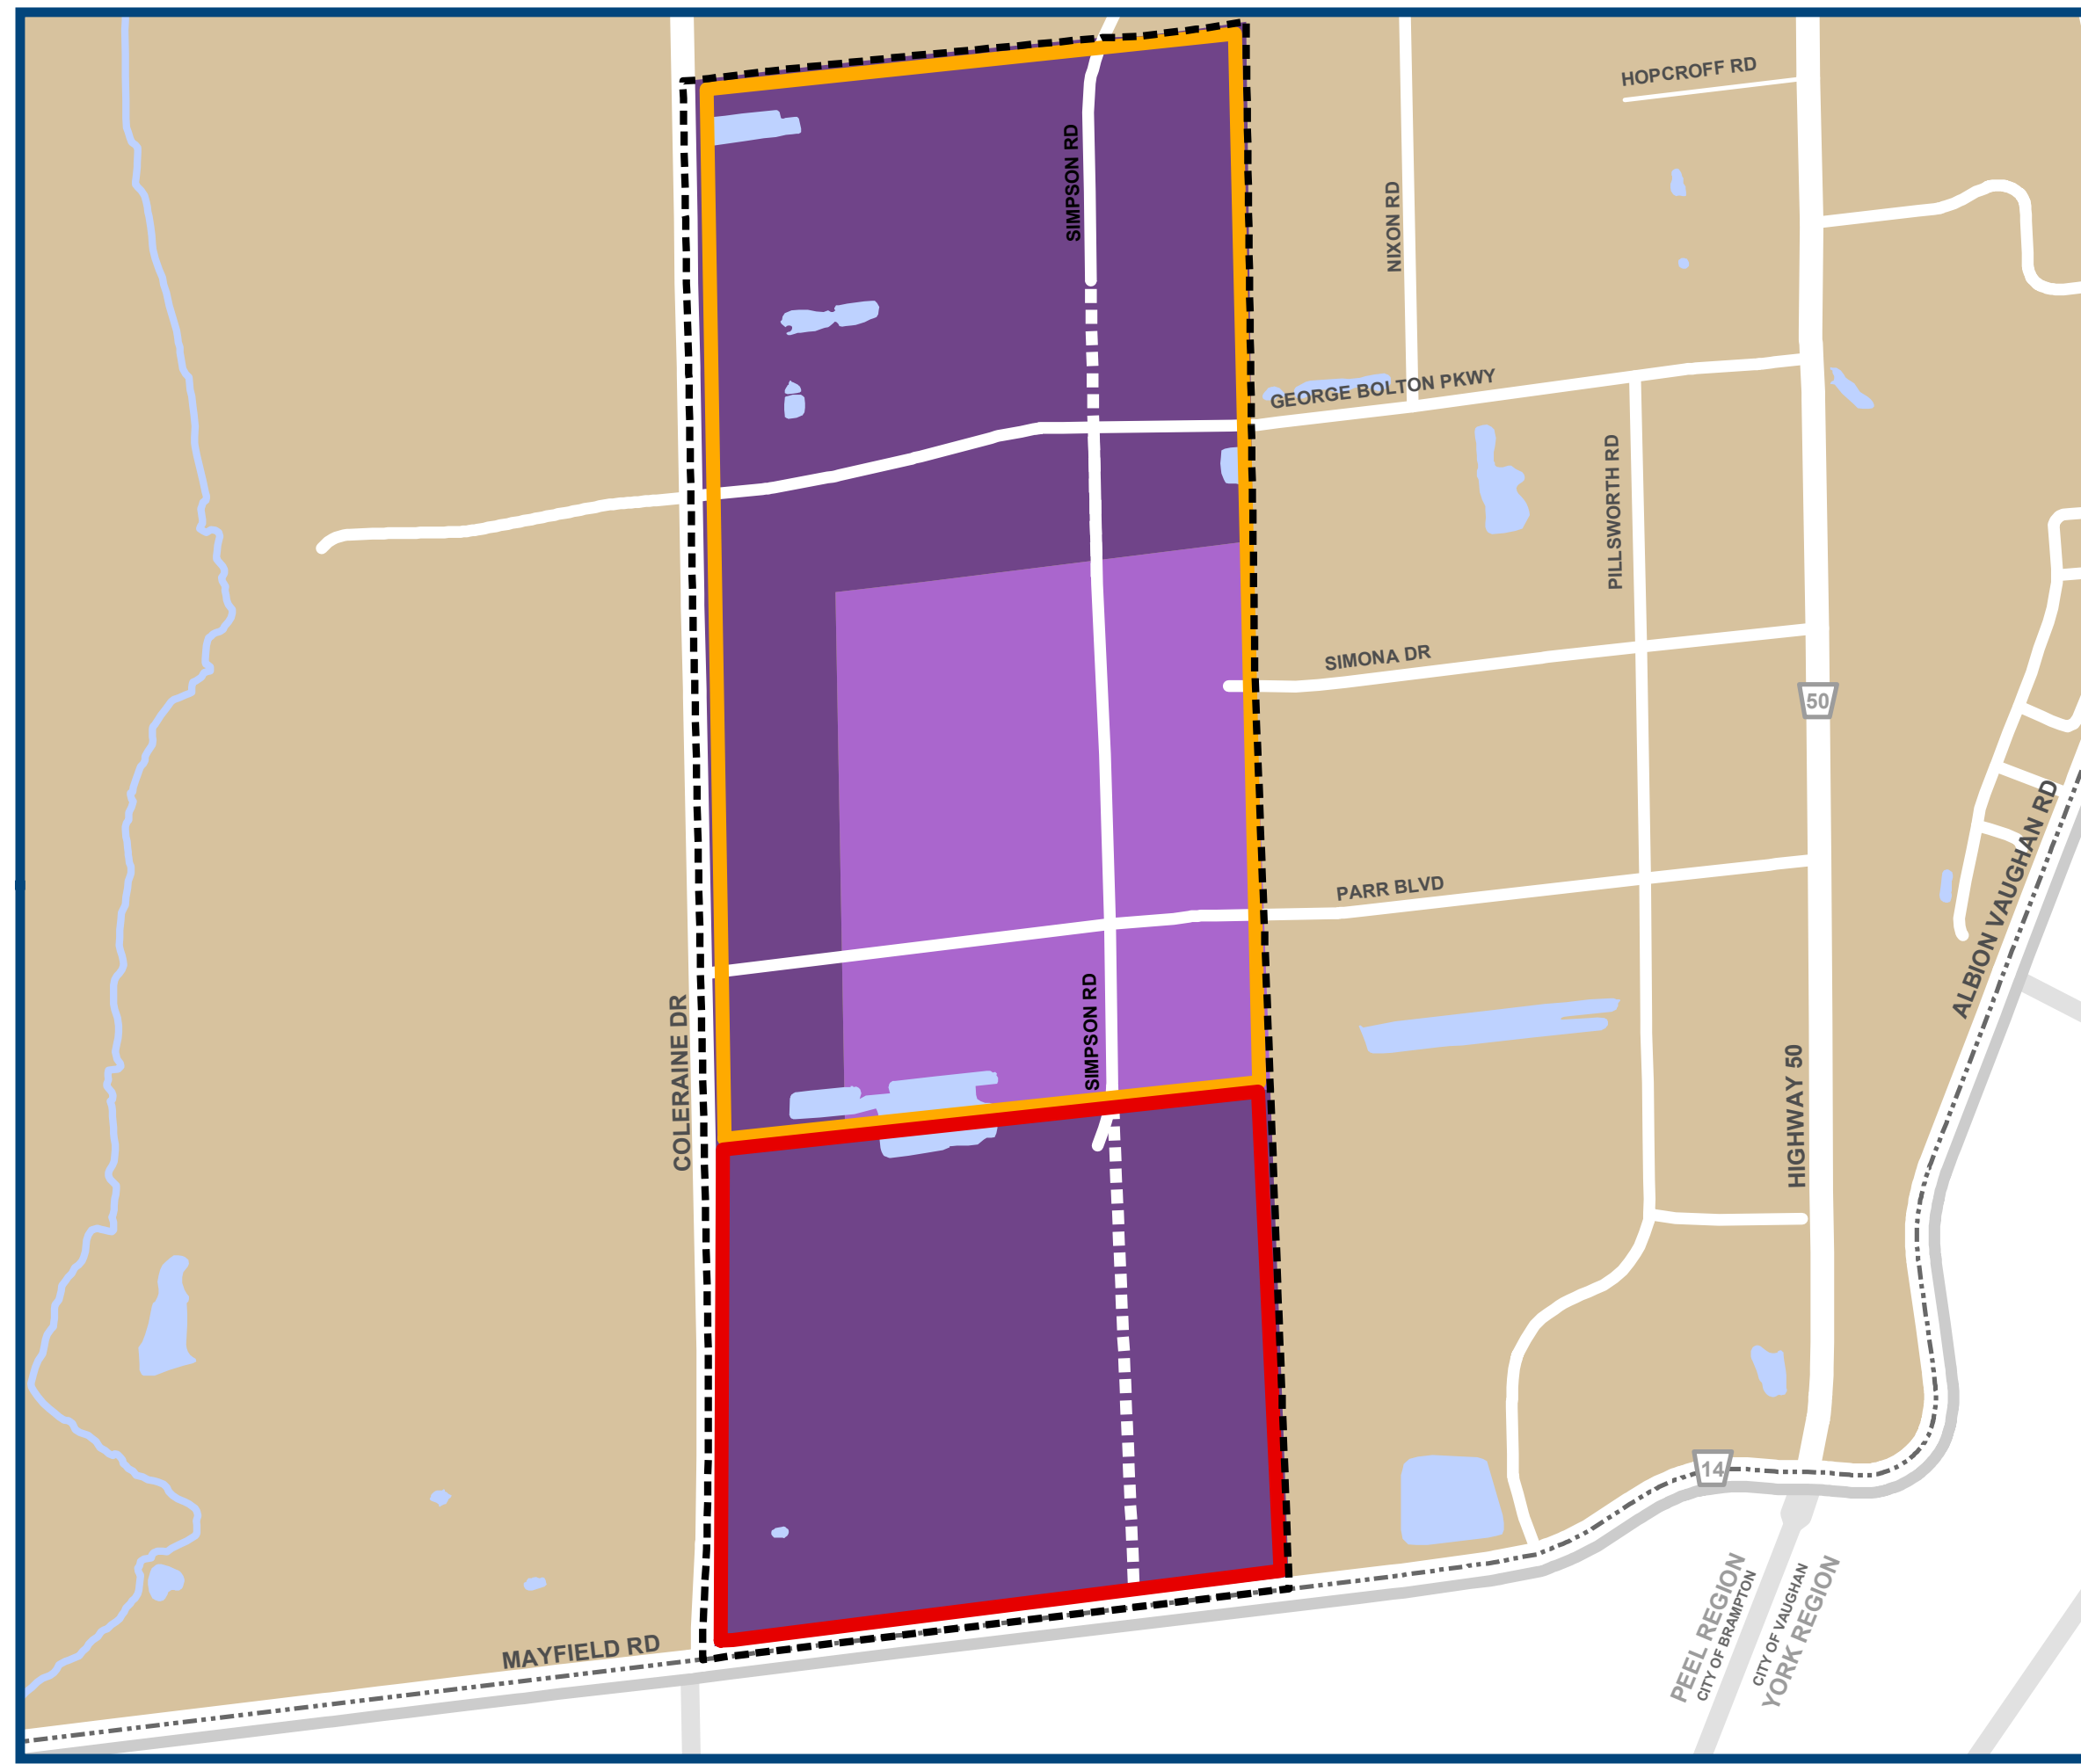 HOPCROFF RD
SIMPSON RD
NIXON RD
GEORGE BOLTON PKWY
PILLSWORTH RD
SIMONA DR
50
ALBION VAUGHAN RD
PARR BLVD
SIMPSON RD
COLERAINE DR
HIGHWAY 50
14
MAYFIELD RD
PEEL REGION
CITY OF BRAMPTON
CITY OF VAUGHAN
YORK REGION